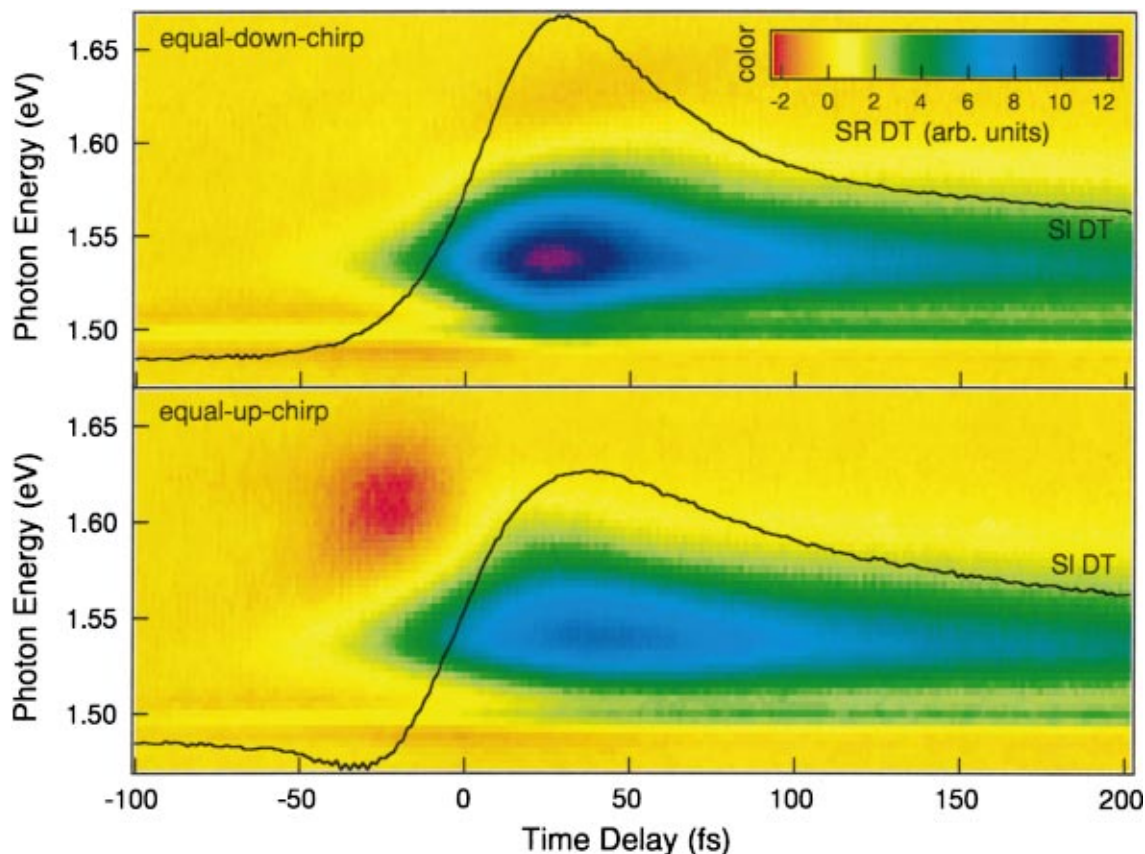 equal-down-chirp
color
-2 0 2 4 6 8 10 12
SR DT (arb. units)
1.65
1.60
1.55
1.50
Photon Energy (eV)
SI DT
equal-up-chirp
1.65
1.60
1.55
1.50
Photon Energy (eV)
SI DT
-100 -50 0 50 100 150 200
Time Delay (fs)